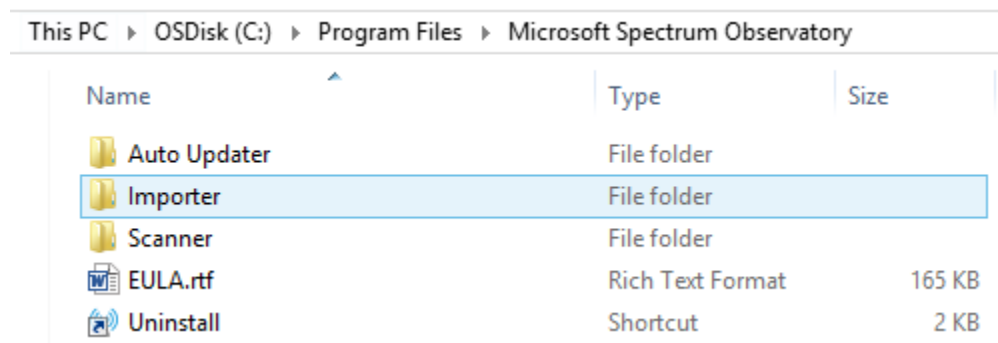 This PC ▸ OSDisk (C:) ▸ Program Files ▸ Microsoft Spectrum Observatory
Name Type Size
Auto Updater File folder
Importer File folder
Scanner File folder
EULA.rtf Rich Text Format 165 KB
Uninstall Shortcut 2 KB